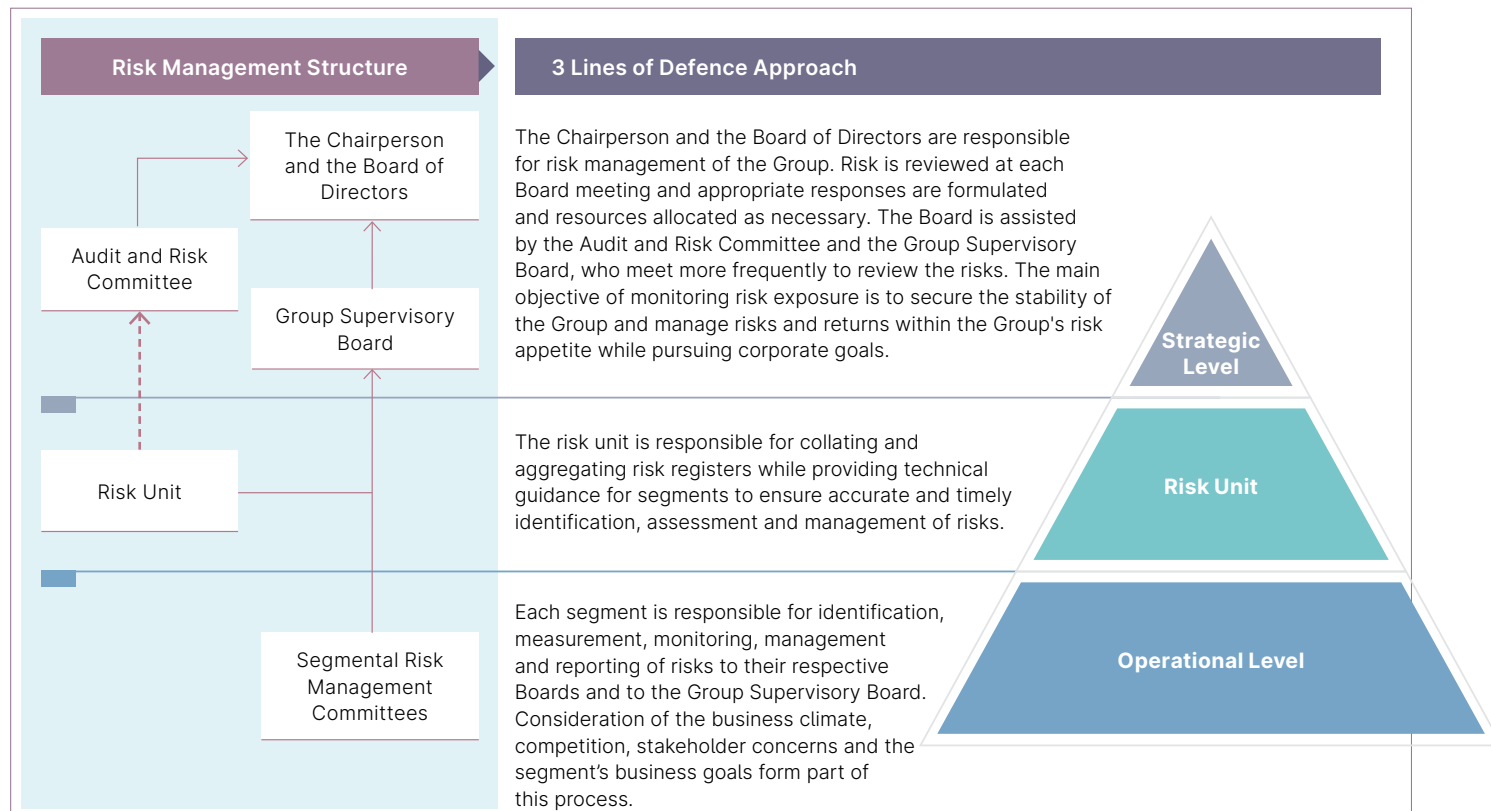 Risk Management Structure
3 Lines of Defence Approach
The Chairperson
and the Board of
Directors
Audit and Risk
Committee
Group Supervisory
Board
Risk Unit
Segmental Risk
Management
Committees
The Chairperson and the Board of Directors are responsible
for risk management of the Group. Risk is reviewed at each
Board meeting and appropriate responses are formulated
and resources allocated as necessary. The Board is assisted
by the Audit and Risk Committee and the Group Supervisory
Board, who meet more frequently to review the risks. The main
objective of monitoring risk exposure is to secure the stability of
the Group and manage risks and returns within the Group's risk
appetite while pursuing corporate goals.
The risk unit is responsible for collating and
aggregating risk registers while providing technical
guidance for segments to ensure accurate and timely
identification, assessment and management of risks.
Each segment is responsible for identification,
measurement, monitoring, management
and reporting of risks to their respective
Boards and to the Group Supervisory Board.
Consideration of the business climate,
competition, stakeholder concerns and the
segment’s business goals form part of
this process.
Strategic
Level
Risk Unit
Operational Level